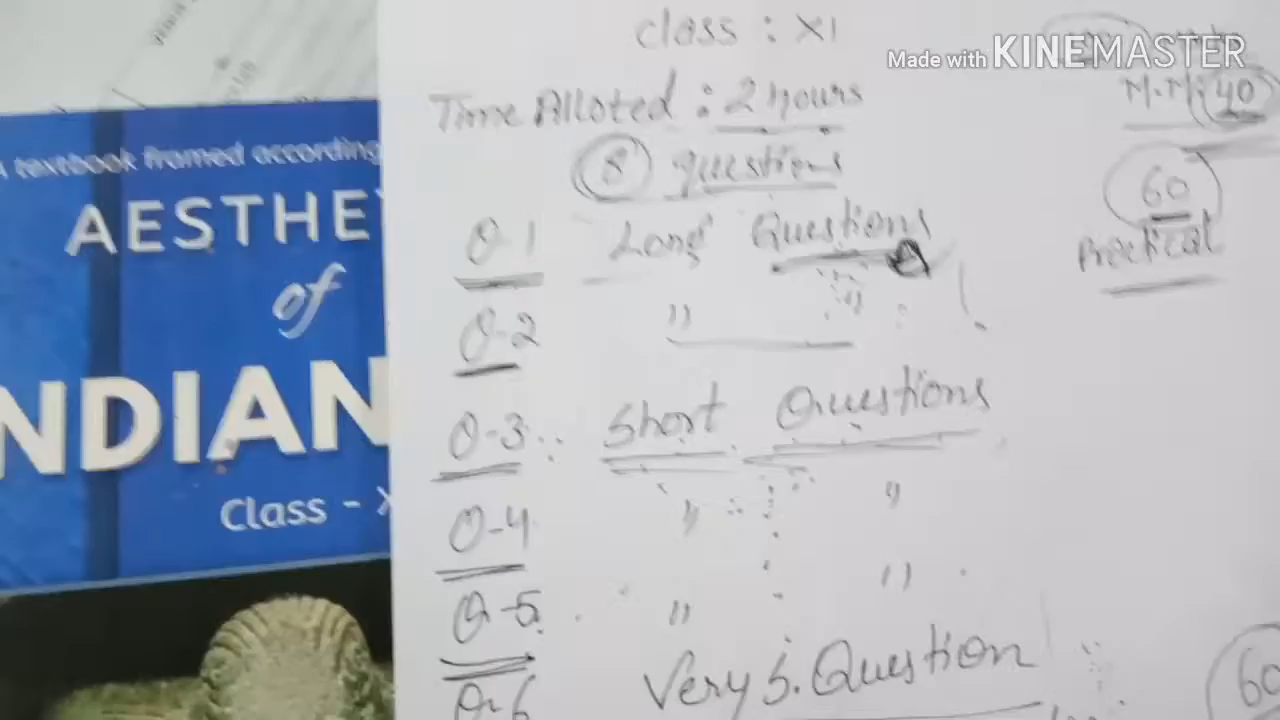 class : XI
Made with KINEMASTER
Time Alloted : 2 hours
M.M: 40
8 questions
60
Practical
Q-1 Long Questions
Q-2 " "
Q-3 Short Questions
Q-4 " "
Q-5 " "
Q-6 Very S. Question
60
A textbook framed according
AESTHE
of
NDIAN
Class - X